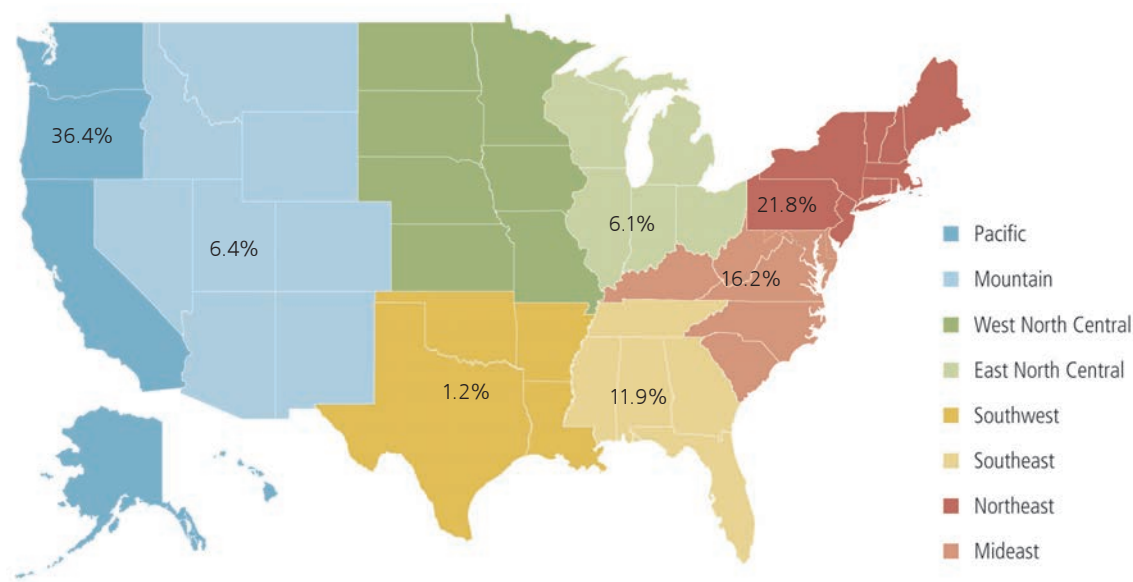 36.4%
6.4%
6.1%
21.8%
16.2%
1.2%
11.9%
Pacific
Mountain
West North Central
East North Central
Southwest
Southeast
Northeast
Mideast